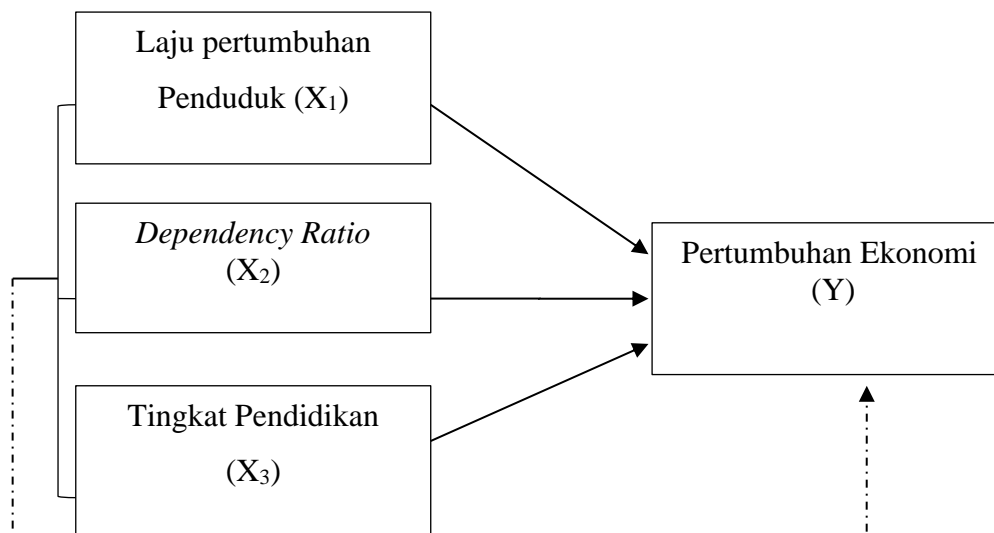 Laju pertumbuhan
Penduduk (X₁)
Dependency Ratio
(X₂)
Pertumbuhan Ekonomi
(Y)
Tingkat Pendidikan
(X₃)